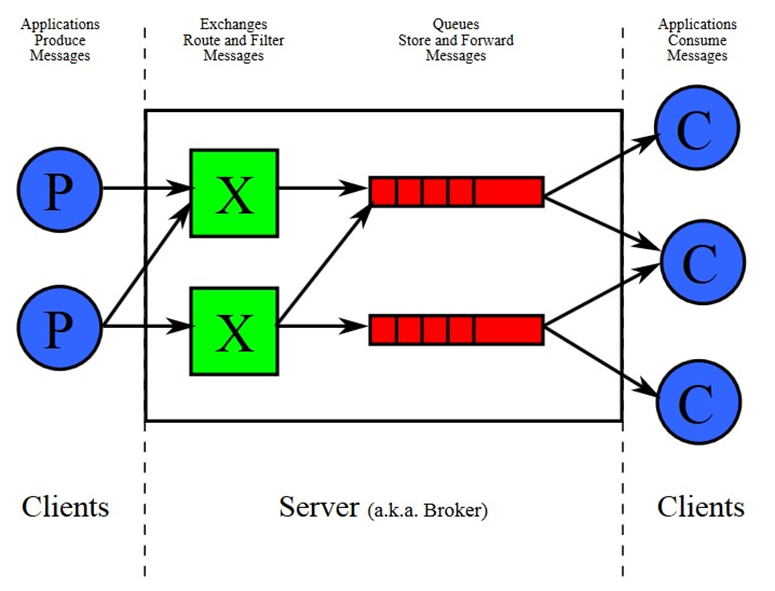 Applications
Produce
Messages
Exchanges
Route and Filter
Messages
Queues
Store and Forward
Messages
Applications
Consume
Messages
P
X
C
C
P
X
C
Clients
Server (a.k.a. Broker)
Clients